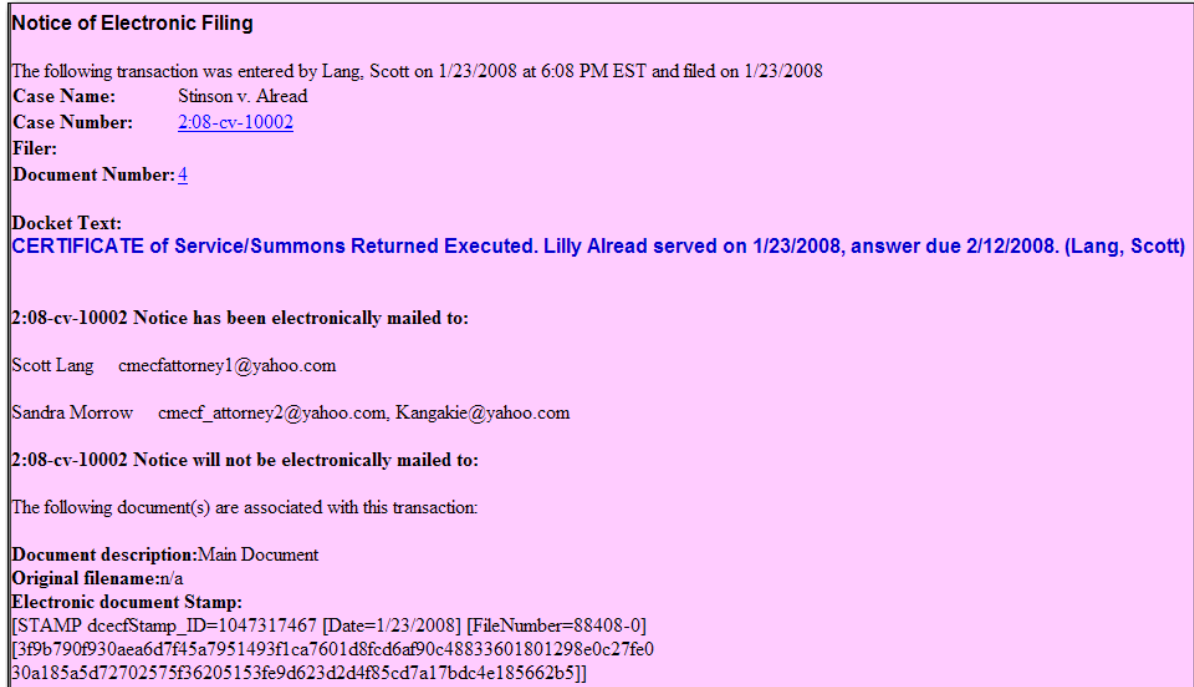 Notice of Electronic Filing
The following transaction was entered by Lang, Scott on 1/23/2008 at 6:08 PM EST and filed on 1/23/2008
Case Name: Stinson v. Alread
Case Number: 2:08-cv-10002
Filer:
Document Number: 4
Docket Text:
CERTIFICATE of Service/Summons Returned Executed. Lilly Alread served on 1/23/2008, answer due 2/12/2008. (Lang, Scott)
2:08-cv-10002 Notice has been electronically mailed to:
Scott Lang cmecfattorney1@yahoo.com
Sandra Morrow cmecf_attorney2@yahoo.com, Kangakie@yahoo.com
2:08-cv-10002 Notice will not be electronically mailed to:
The following document(s) are associated with this transaction:
Document description:Main Document
Original filename:n/a
Electronic document Stamp:
[STAMP dcecfStamp_ID=1047317467 [Date=1/23/2008] [FileNumber=88408-0]
[3f9b790f930aea6d7f45a7951493f1ca7601d8fcd6af90c48833601801298e0c27fe0
30a185a5d72702575f36205153fe9d623d2d4f85cd7a17bdc4e185662b5]]